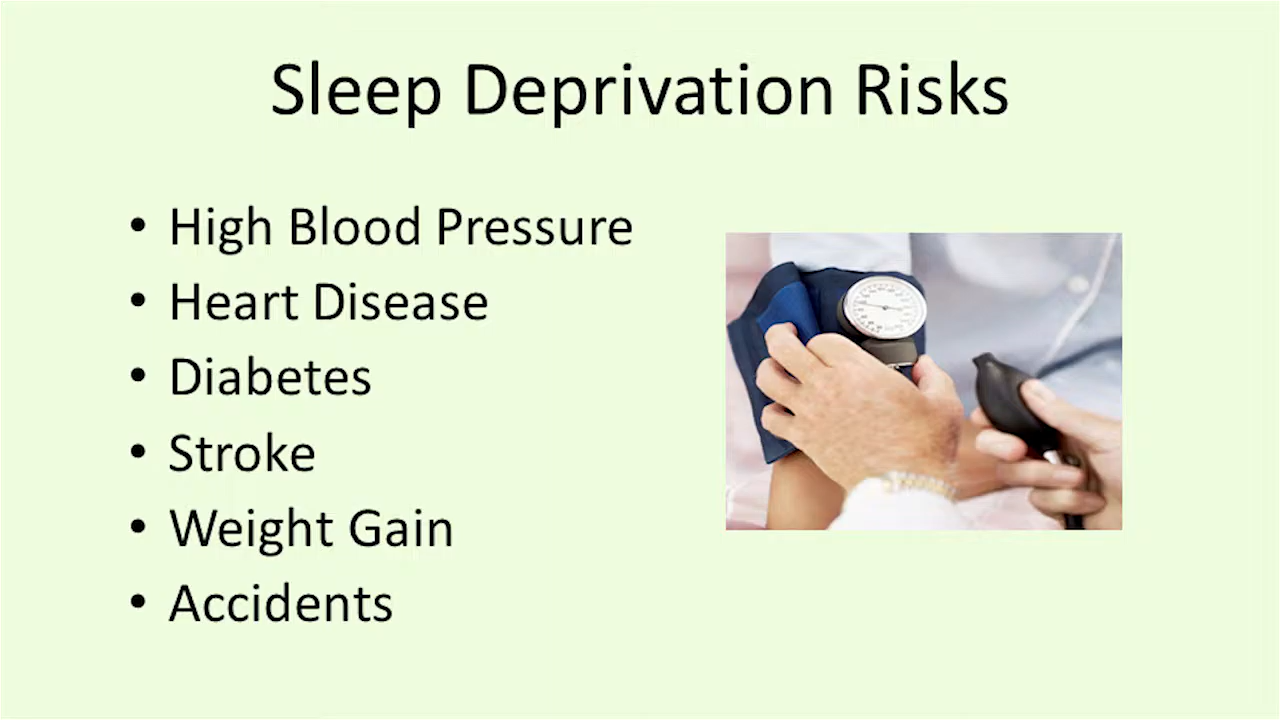 Sleep Deprivation Risks
• High Blood Pressure
• Heart Disease
• Diabetes
• Stroke
• Weight Gain
• Accidents